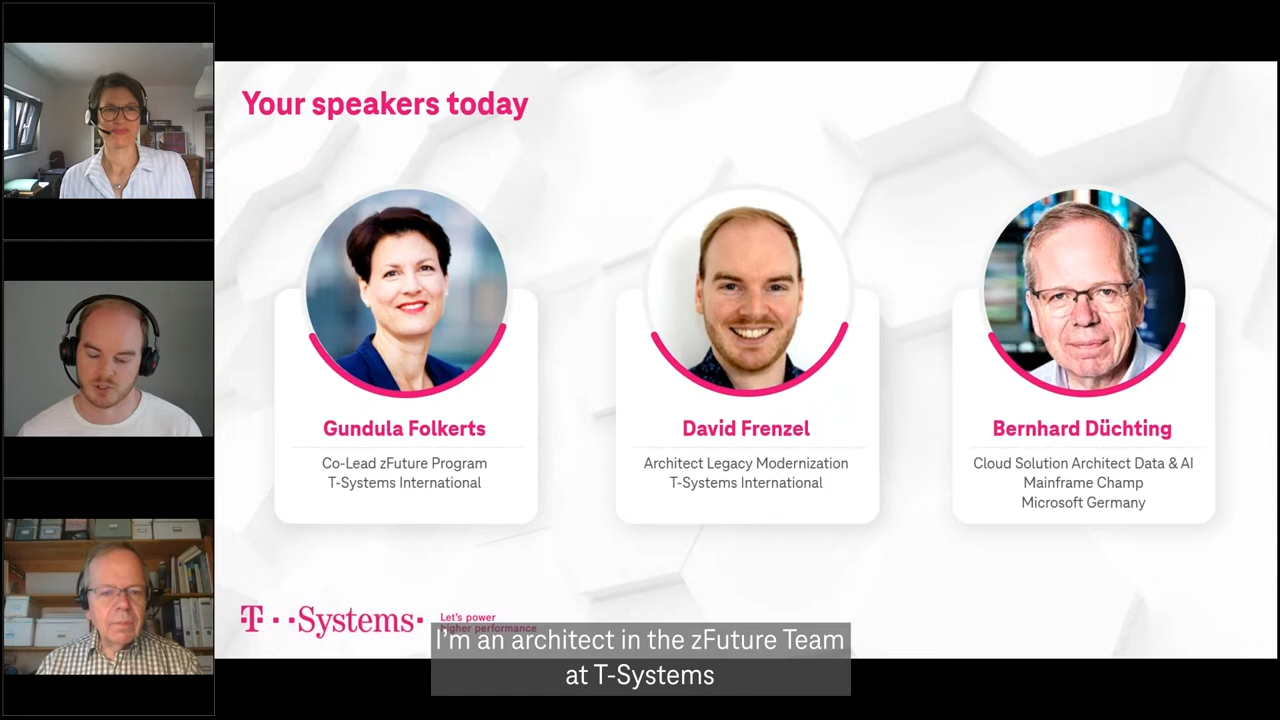 Your speakers today
Gundula Folkerts
Co-Lead zFuture Program
T-Systems International
David Frenzel
Architect Legacy Modernization
T-Systems International
Bernhard Düchting
Cloud Solution Architect Data & AI
Mainframe Champ
Microsoft Germany
T··Systems·
Let's power
higher performance
I'm an architect in the zFuture Team
at T-Systems